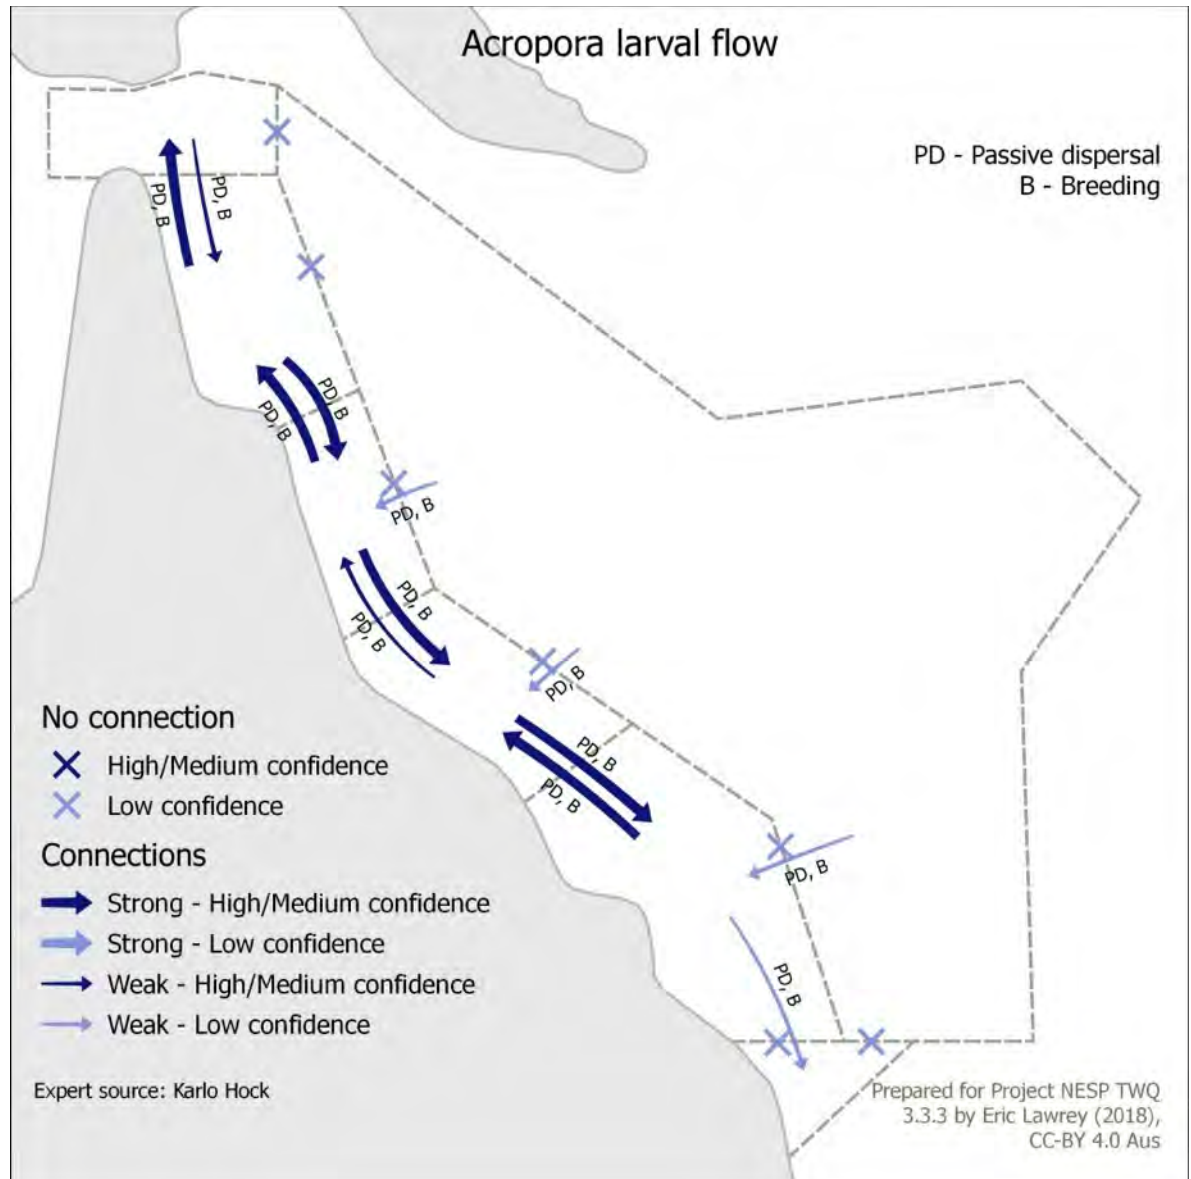 Acropora larval flow
PD - Passive dispersal
B - Breeding
PD, B
PD, B
PD, B
PD, B
PD, B
PD, B
PD, B
PD, B
PD, B
PD, B
PD, B
PD, B
No connection
High/Medium confidence
Low confidence
Connections
Strong - High/Medium confidence
Strong - Low confidence
Weak - High/Medium confidence
Weak - Low confidence
Expert source: Karlo Hock
Prepared for Project NESP TWQ
3.3.3 by Eric Lawrey (2018),
CC-BY 4.0 Aus